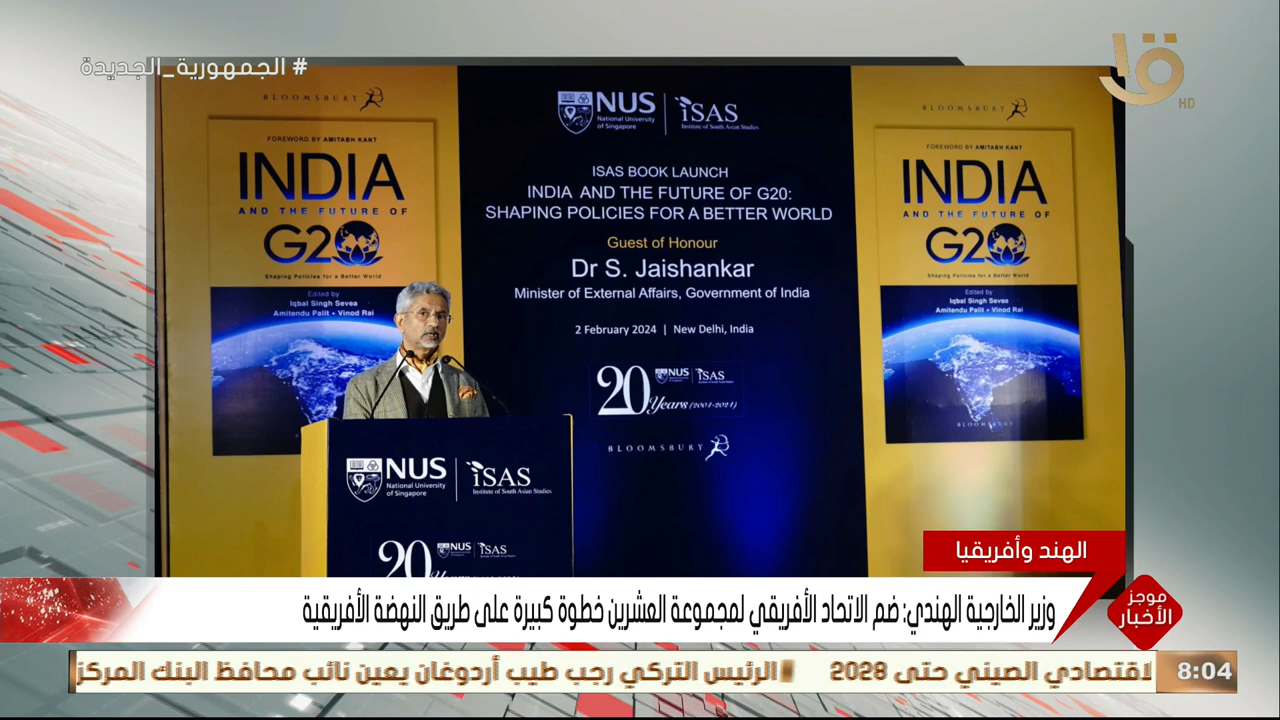 # الجمهورية_الجديدة
HD
BLOOMSBURY
FOREWORD BY AMITABH KANT
INDIA
AND THE FUTURE OF
G20
Shaping Policies for a Better World
Edited by
Iqbal Singh Sevea
Amitendu Palit • Vinod Rai
NUS
National University
of Singapore
ISAS
Institute of South Asian Studies
ISAS BOOK LAUNCH
INDIA AND THE FUTURE OF G20:
SHAPING POLICIES FOR A BETTER WORLD
Guest of Honour
Dr S. Jaishankar
Minister of External Affairs, Government of India
2 February 2024 | New Delhi, India
20
NUS
ISAS
Years (2004-2024)
BLOOMSBURY
BLOOMSBURY
FOREWORD BY AMITABH KANT
INDIA
AND THE FUTURE OF
G20
Shaping Policies for a Better World
Edited by
Iqbal Singh Sevea
Amitendu Palit • Vinod Rai
BLOOMSBURY
NUS
National University
of Singapore
ISAS
Institute of South Asian Studies
20
NUS
ISAS
الهند وأفريقيا
موجز
الأخبار
وزير الخارجية الهندي: ضم الاتحاد الأفريقي لمجموعة العشرين خطوة كبيرة على طريق النهضة الأفريقية
8:04
لاقتصادي الصيني حتى 2028
الرئيس التركي رجب طيب أردوغان يعين نائب محافظ البنك المركز